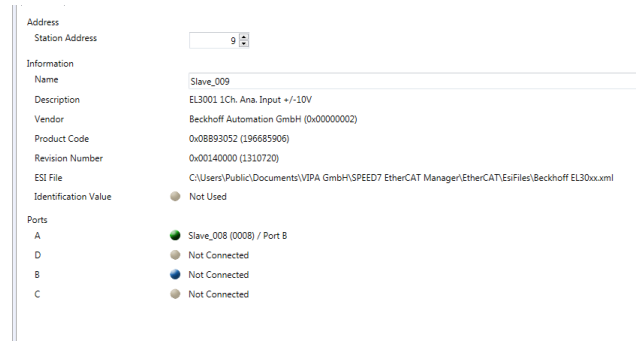 Address
Station Address 9
Information
Name Slave_009
Description EL3001 1Ch. Ana. Input +/-10V
Vendor Beckhoff Automation GmbH (0x00000002)
Product Code 0x0BB93052 (196685906)
Revision Number 0x00140000 (1310720)
ESI File C:\Users\Public\Documents\VIPA GmbH\SPEED7 EtherCAT Manager\EtherCAT\EsiFiles\Beckhoff EL30xx.xml
Identification Value Not Used
Ports
A Slave_008 (0008) / Port B
D Not Connected
B Not Connected
C Not Connected